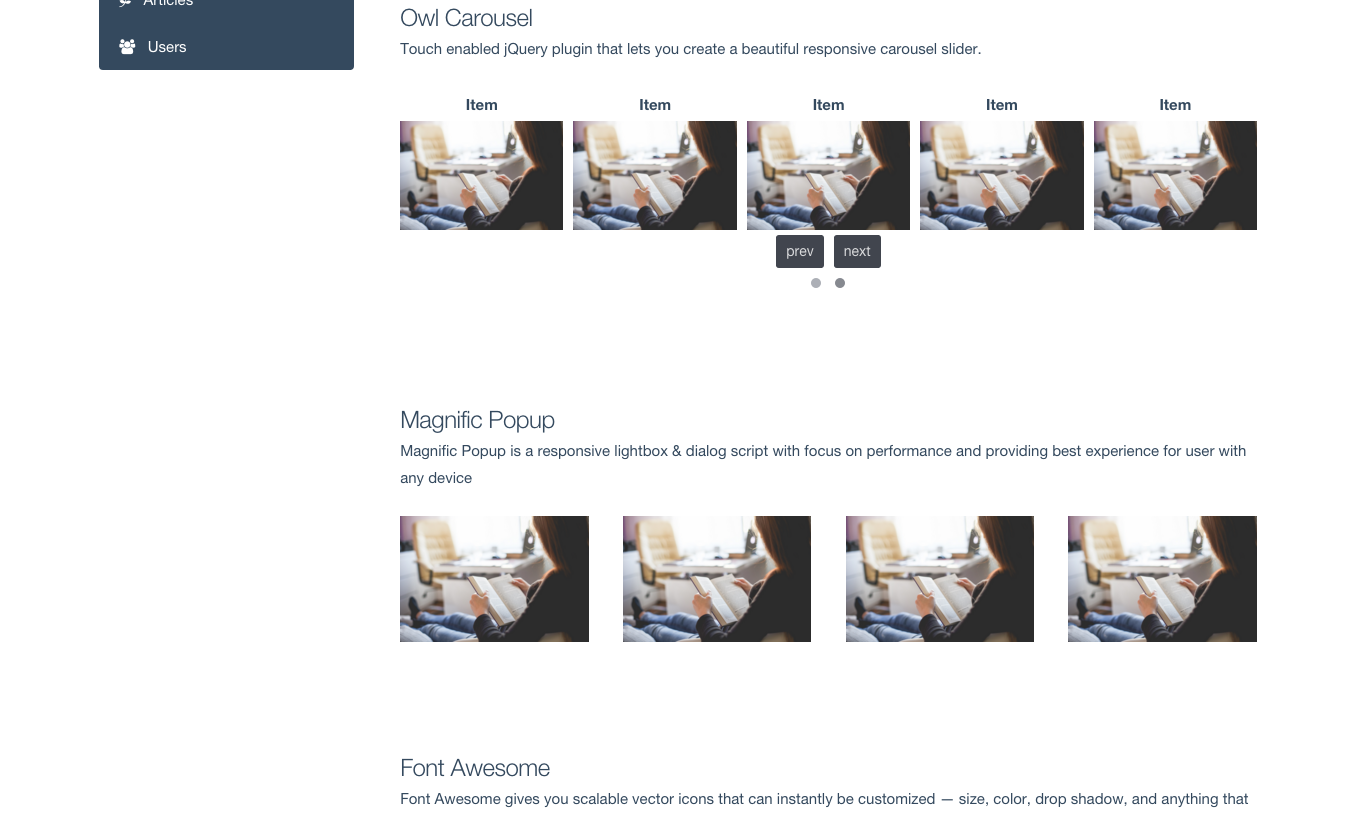 Articles
Users
Owl Carousel
Touch enabled jQuery plugin that lets you create a beautiful responsive carousel slider.
Item Item Item Item Item
prev next
Magnific Popup
Magnific Popup is a responsive lightbox & dialog script with focus on performance and providing best experience for user with
any device
Font Awesome
Font Awesome gives you scalable vector icons that can instantly be customized — size, color, drop shadow, and anything that